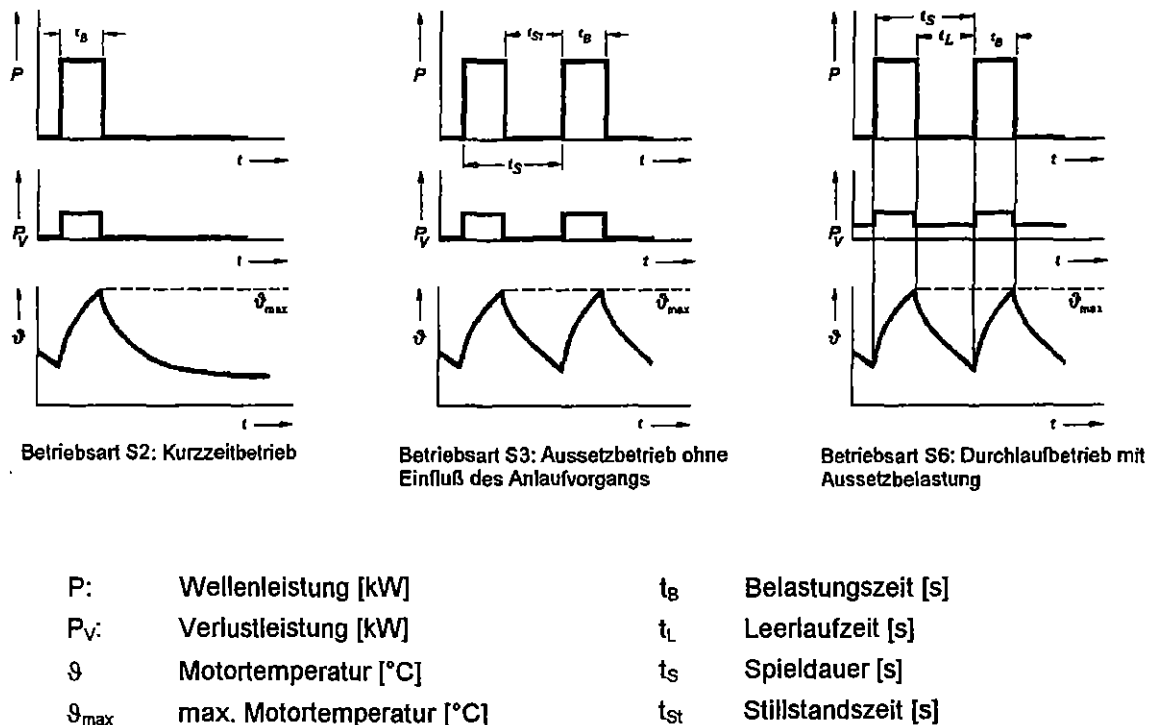 t_B
P
t
P_V
t
ϑ_max
ϑ
t
Betriebsart S2: Kurzzeitbetrieb
t_St
t_B
P
t
t_S
P_V
t
ϑ_max
ϑ
t
Betriebsart S3: Aussetzbetrieb ohne
Einfluß des Anlaufvorgangs
t_S
t_L
t_B
P
t
P_V
t
ϑ_max
ϑ
t
Betriebsart S6: Durchlaufbetrieb mit
Aussetzbelastung
P: Wellenleistung [kW]
P_V: Verlustleistung [kW]
ϑ Motortemperatur [°C]
ϑ_max max. Motortemperatur [°C]
t_B Belastungszeit [s]
t_L Leerlaufzeit [s]
t_S Spieldauer [s]
t_St Stillstandszeit [s]